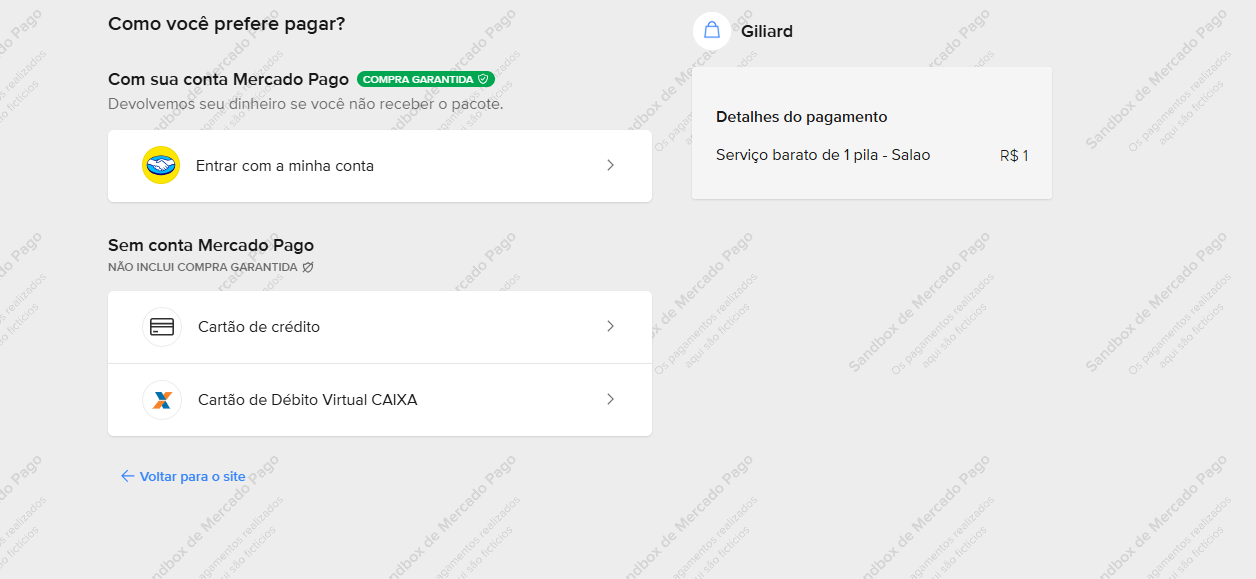 Como você prefere pagar?
Giliard
Com sua conta Mercado Pago COMPRA GARANTIDA
Devolvemos seu dinheiro se você não receber o pacote.
Entrar com a minha conta
Detalhes do pagamento
Serviço barato de 1 pila - Salao R$ 1
Sem conta Mercado Pago
NÃO INCLUI COMPRA GARANTIDA
Cartão de crédito
Cartão de Débito Virtual CAIXA
Voltar para o site
Sandbox de Mercado Pago
Os pagamentos realizados
aqui são fictícios